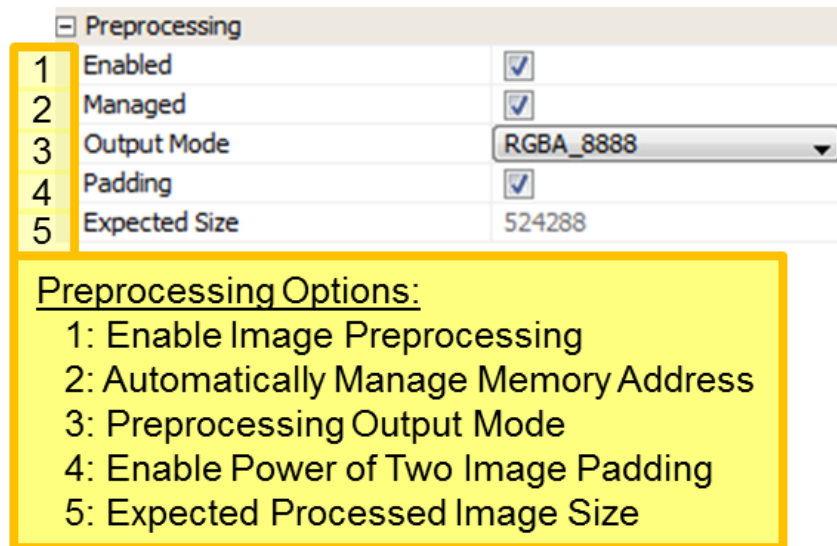 Preprocessing
1 Enabled
2 Managed
3 Output Mode RGBA_8888
4 Padding
5 Expected Size 524288
Preprocessing Options:
1: Enable Image Preprocessing
2: Automatically Manage Memory Address
3: Preprocessing Output Mode
4: Enable Power of Two Image Padding
5: Expected Processed Image Size